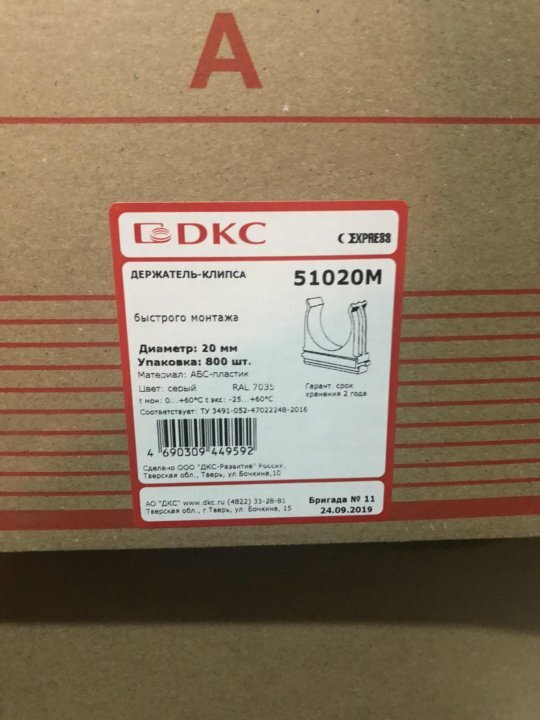 A
DKC
EXPRESS
ДЕРЖАТЕЛЬ-КЛИПСА
51020M
быстрого монтажа
Диаметр: 20 мм
Упаковка: 800 шт.
Материал: АБС-пластик
Цвет: серый RAL 7035
t мон: 0...+60°C t экс: -25...+60°C
Гарант. срок
хранения 2 года
Соответствует: ТУ 3491-052-47022248-2016
4 690309 449592
Сделано ООО "ДКС-Развитие" Россия,
Тверская обл., Тверь, ул.Бочкина,10
АО "ДКС" www.dkc.ru (4822) 33-28-81
Тверская обл., г.Тверь, ул. Бочкина, 15
Бригада № 11
24.09.2019